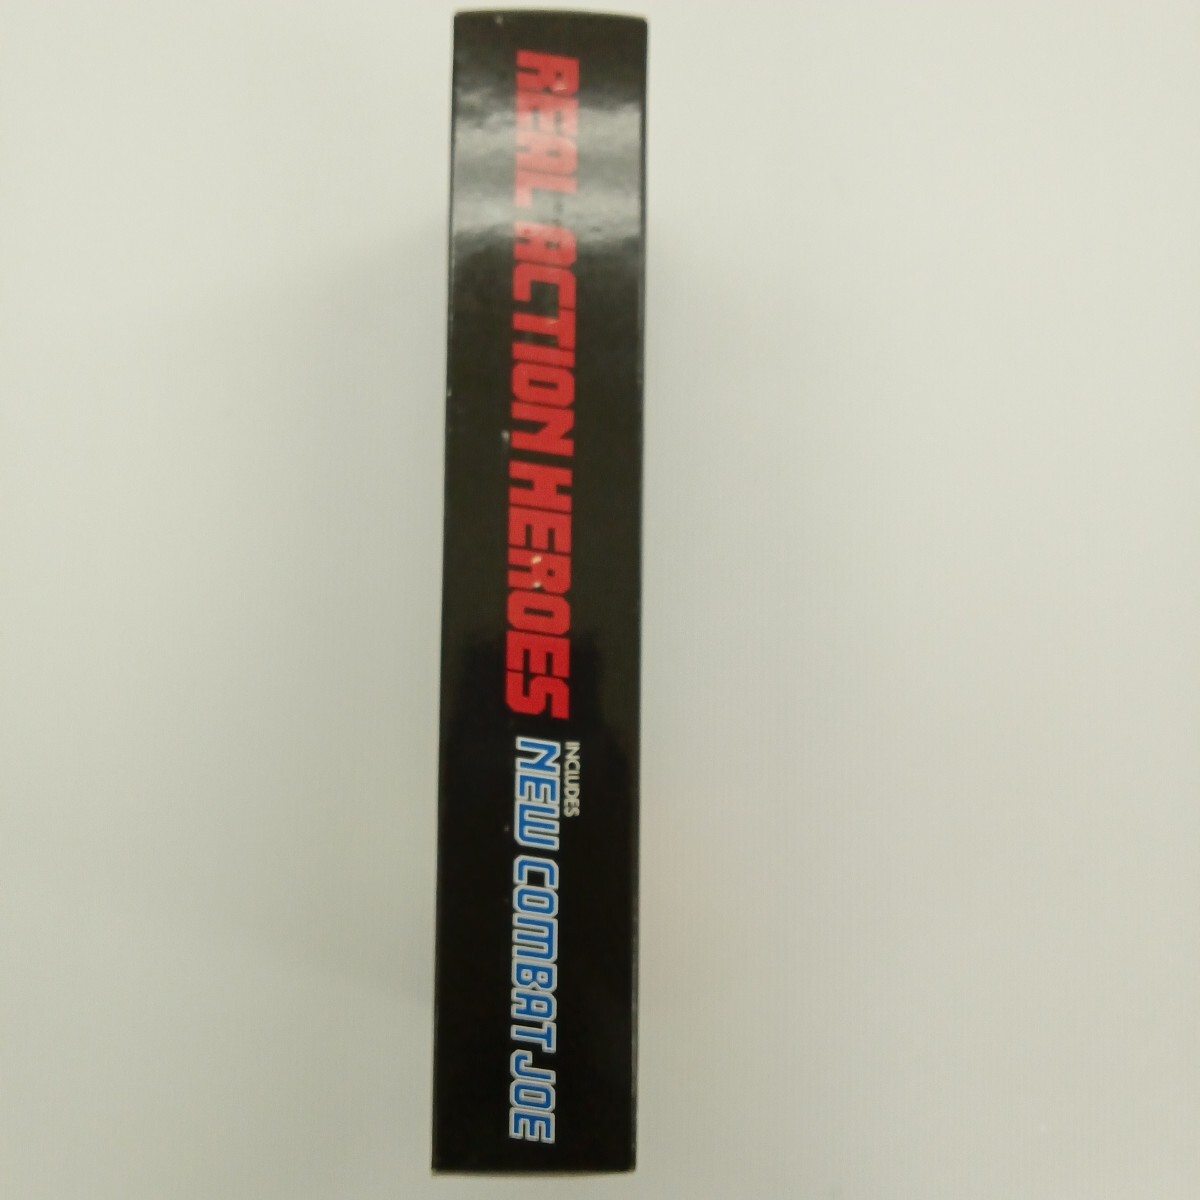 REAL ACTION HEROES
INCLUDES
NEW COMBAT JOE